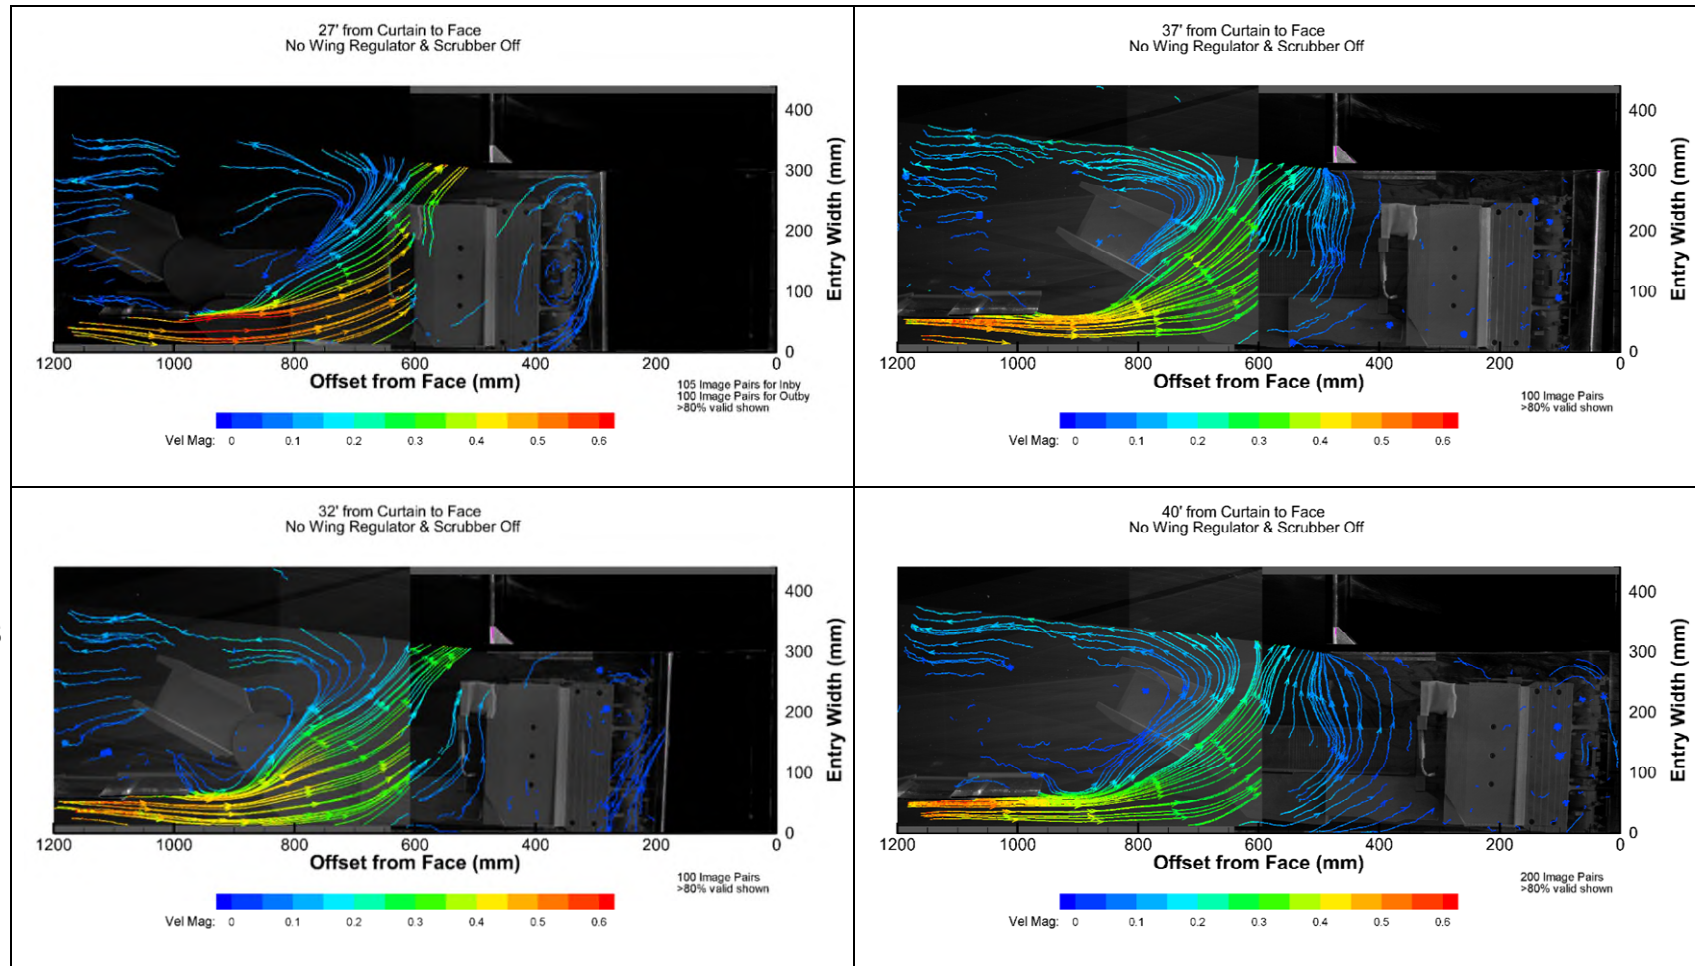 27' from Curtain to Face
No Wing Regulator & Scrubber Off
400
300
200
100
0
Entry Width (mm)
1200 1000 800 600 400 200 0
Offset from Face (mm)
105 Image Pairs for Inby
100 Image Pairs for Outby
>80% valid shown
Vel Mag: 0 0.1 0.2 0.3 0.4 0.5 0.6
37' from Curtain to Face
No Wing Regulator & Scrubber Off
400
300
200
100
0
Entry Width (mm)
1200 1000 800 600 400 200 0
Offset from Face (mm)
100 Image Pairs
>80% valid shown
Vel Mag: 0 0.1 0.2 0.3 0.4 0.5 0.6
32' from Curtain to Face
No Wing Regulator & Scrubber Off
400
300
200
100
0
Entry Width (mm)
1200 1000 800 600 400 200 0
Offset from Face (mm)
100 Image Pairs
>80% valid shown
Vel Mag: 0 0.1 0.2 0.3 0.4 0.5 0.6
40' from Curtain to Face
No Wing Regulator & Scrubber Off
400
300
200
100
0
Entry Width (mm)
1200 1000 800 600 400 200 0
Offset from Face (mm)
200 Image Pairs
>80% valid shown
Vel Mag: 0 0.1 0.2 0.3 0.4 0.5 0.6